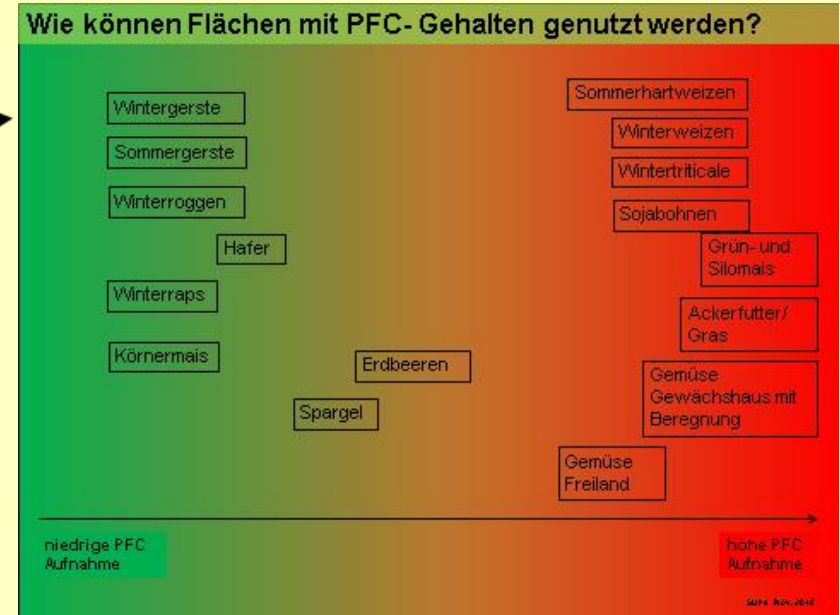 Wie können Flächen mit PFC- Gehalten genutzt werden?
Wintergerste
Sommergerste
Winterroggen
Hafer
Winterraps
Körnermais
Erdbeeren
Spargel
Sommerhartweizen
Winterweizen
Wintertriticale
Sojabohnen
Grün- und
Silomais
Ackerfutter/
Gras
Gemüse
Gewächshaus mit
Beregnung
Gemüse
Freiland
niedrige PFC
Aufnahme
hohe PFC
Aufnahme